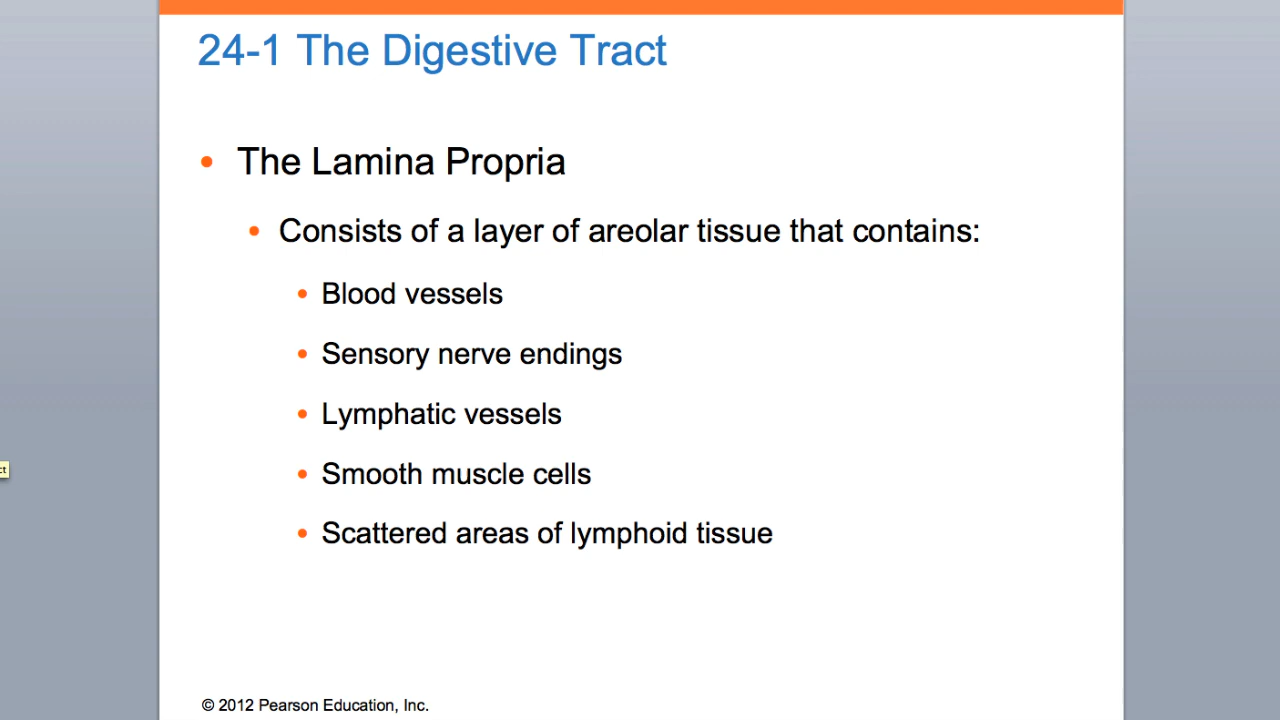 24-1 The Digestive Tract
• The Lamina Propria
• Consists of a layer of areolar tissue that contains:
• Blood vessels
• Sensory nerve endings
• Lymphatic vessels
ct
• Smooth muscle cells
• Scattered areas of lymphoid tissue
© 2012 Pearson Education, Inc.